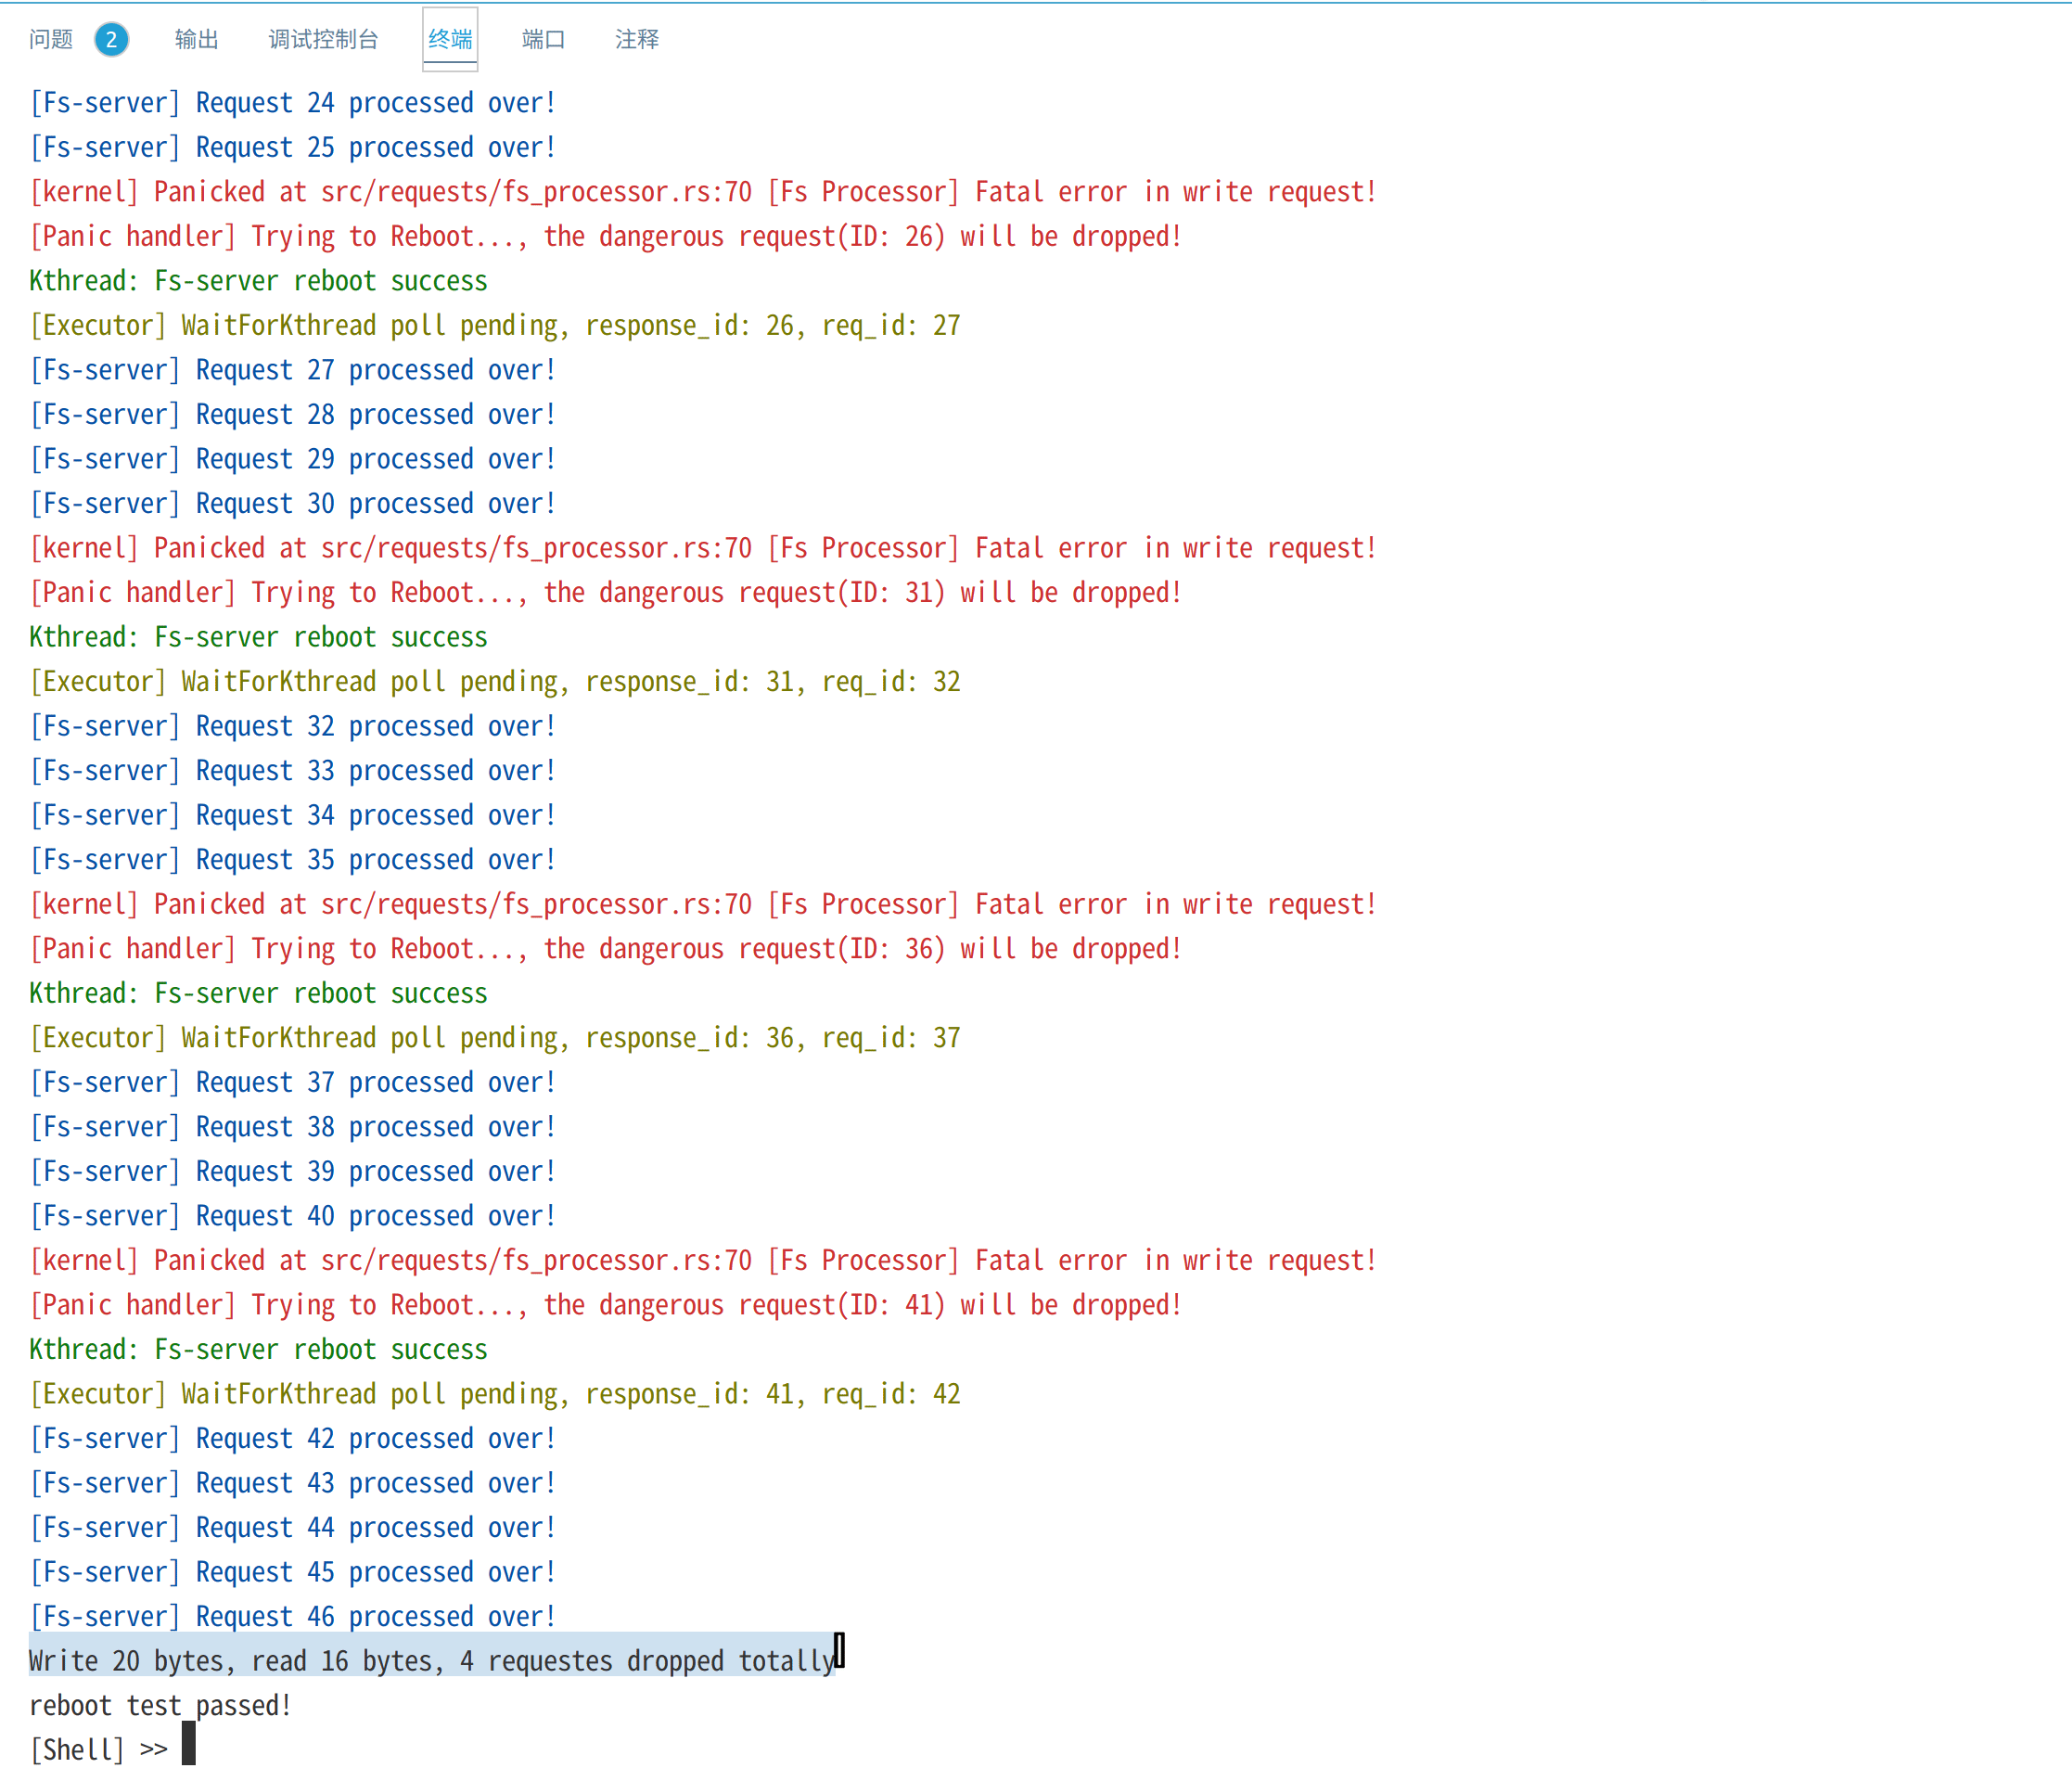 问题 2 输出 调试控制台 终端 端口 注释
[Fs-server] Request 24 processed over!
[Fs-server] Request 25 processed over!
[kernel] Panicked at src/requests/fs_processor.rs:70 [Fs Processor] Fatal error in write request!
[Panic handler] Trying to Reboot..., the dangerous request(ID: 26) will be dropped!
Kthread: Fs-server reboot success
[Executor] WaitForKthread poll pending, response_id: 26, req_id: 27
[Fs-server] Request 27 processed over!
[Fs-server] Request 28 processed over!
[Fs-server] Request 29 processed over!
[Fs-server] Request 30 processed over!
[kernel] Panicked at src/requests/fs_processor.rs:70 [Fs Processor] Fatal error in write request!
[Panic handler] Trying to Reboot..., the dangerous request(ID: 31) will be dropped!
Kthread: Fs-server reboot success
[Executor] WaitForKthread poll pending, response_id: 31, req_id: 32
[Fs-server] Request 32 processed over!
[Fs-server] Request 33 processed over!
[Fs-server] Request 34 processed over!
[Fs-server] Request 35 processed over!
[kernel] Panicked at src/requests/fs_processor.rs:70 [Fs Processor] Fatal error in write request!
[Panic handler] Trying to Reboot..., the dangerous request(ID: 36) will be dropped!
Kthread: Fs-server reboot success
[Executor] WaitForKthread poll pending, response_id: 36, req_id: 37
[Fs-server] Request 37 processed over!
[Fs-server] Request 38 processed over!
[Fs-server] Request 39 processed over!
[Fs-server] Request 40 processed over!
[kernel] Panicked at src/requests/fs_processor.rs:70 [Fs Processor] Fatal error in write request!
[Panic handler] Trying to Reboot..., the dangerous request(ID: 41) will be dropped!
Kthread: Fs-server reboot success
[Executor] WaitForKthread poll pending, response_id: 41, req_id: 42
[Fs-server] Request 42 processed over!
[Fs-server] Request 43 processed over!
[Fs-server] Request 44 processed over!
[Fs-server] Request 45 processed over!
[Fs-server] Request 46 processed over!
Write 20 bytes, read 16 bytes, 4 requestes dropped totally
reboot test passed!
[Shell] >>